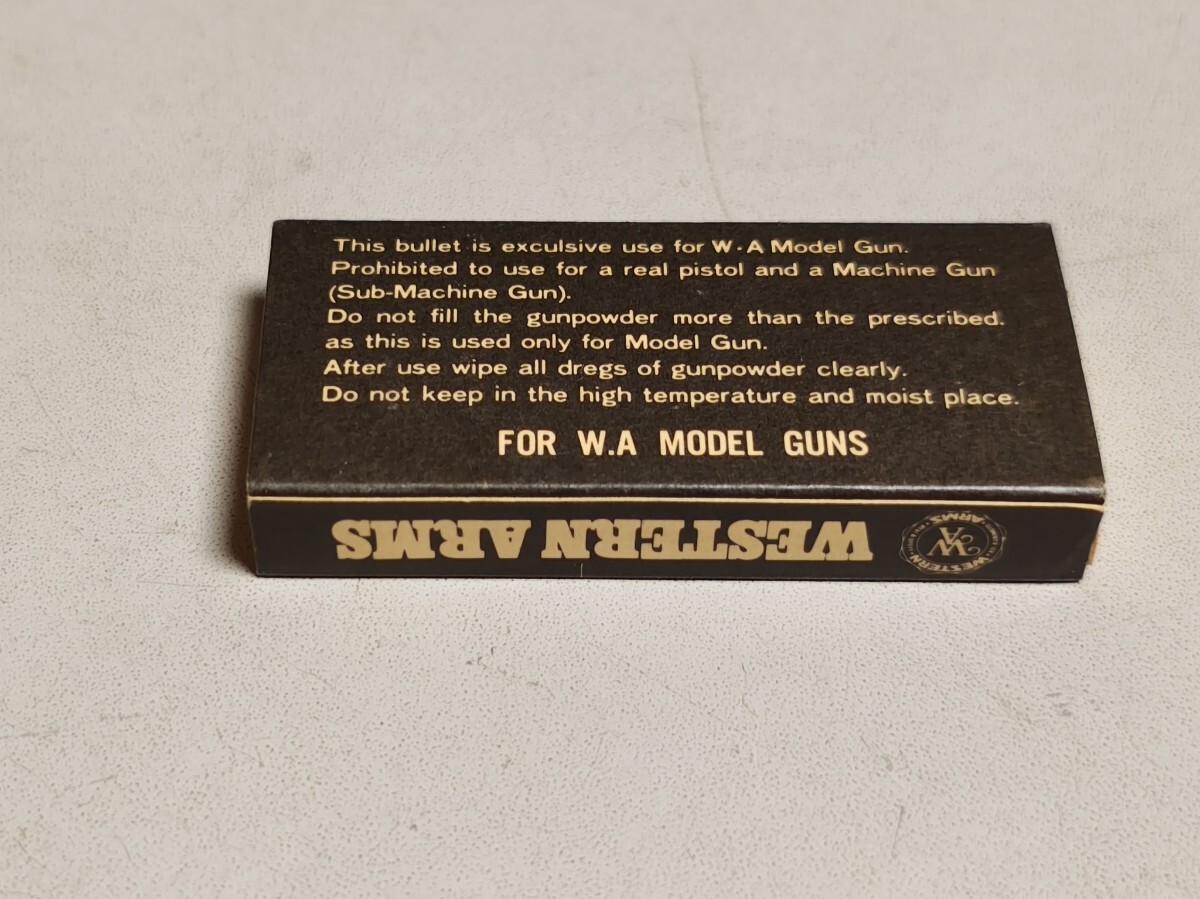 This bullet is exculsive use for W·A Model Gun.
Prohibited to use for a real pistol and a Machine Gun
(Sub-Machine Gun).
Do not fill the gunpowder more than the prescribed.
as this is used only for Model Gun.
After use wipe all dregs of gunpowder clearly.
Do not keep in the high temperature and moist place.
FOR W.A MODEL GUNS
WESTERN ARMS
WESTERN
WA
ARMS